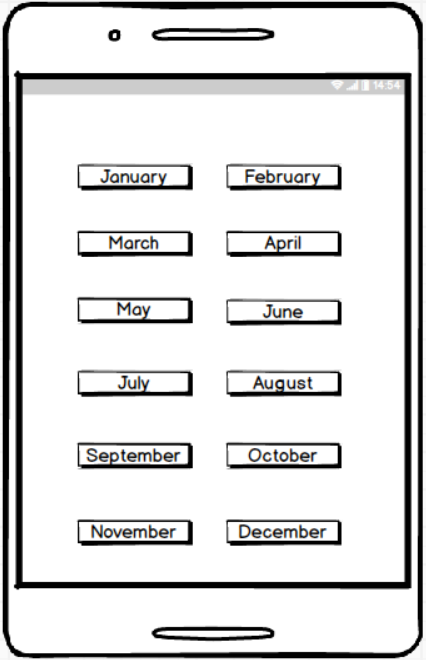 14:54
January February
March April
May June
July August
September October
November December